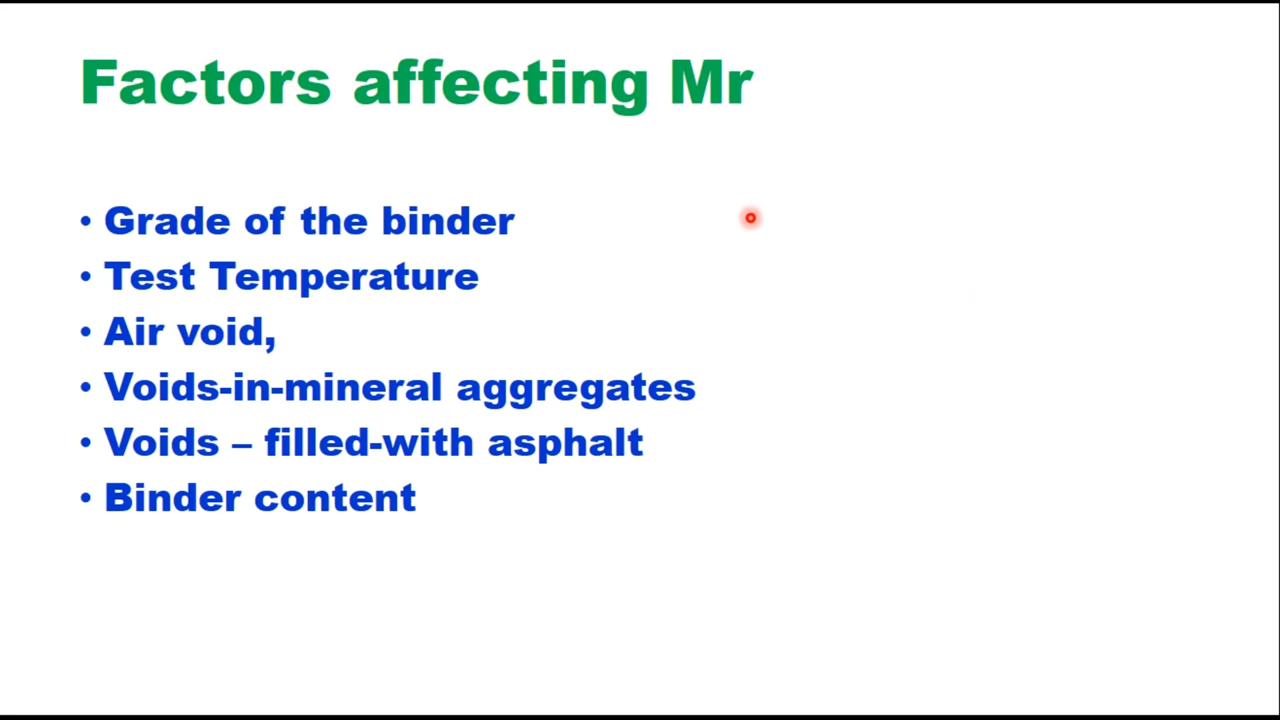 Factors affecting Mr
• Grade of the binder
• Test Temperature
• Air void,
• Voids-in-mineral aggregates
• Voids – filled-with asphalt
• Binder content